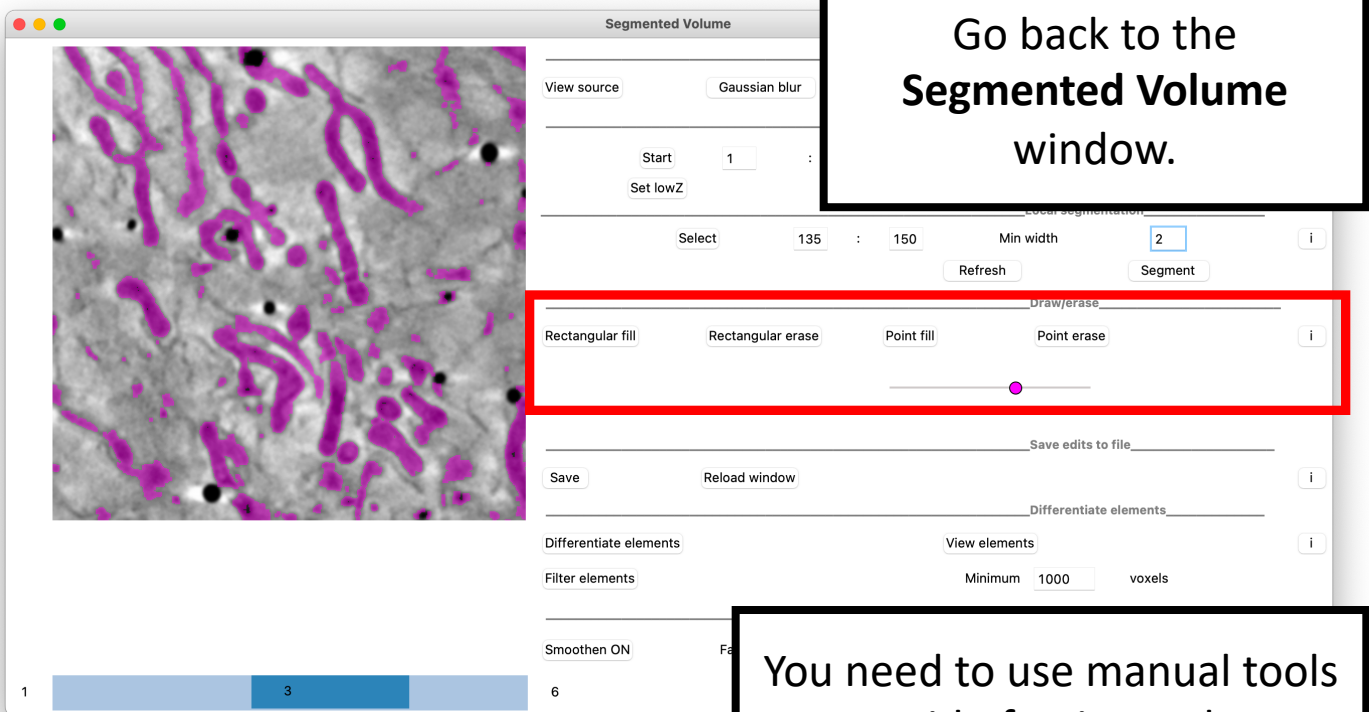 Segmented Volume
Go back to the
Segmented Volume
window.
View source Gaussian blur
Start 1 :
Set lowZ
Local segmentation
Select 135 : 150 Min width 2 i
Refresh Segment
Draw/erase
Rectangular fill Rectangular erase Point fill Point erase i
Save edits to file
Save Reload window i
Differentiate elements
Differentiate elements View elements i
Filter elements Minimum 1000 voxels
Smoothen ON
You need to use manual tools
1 3 6